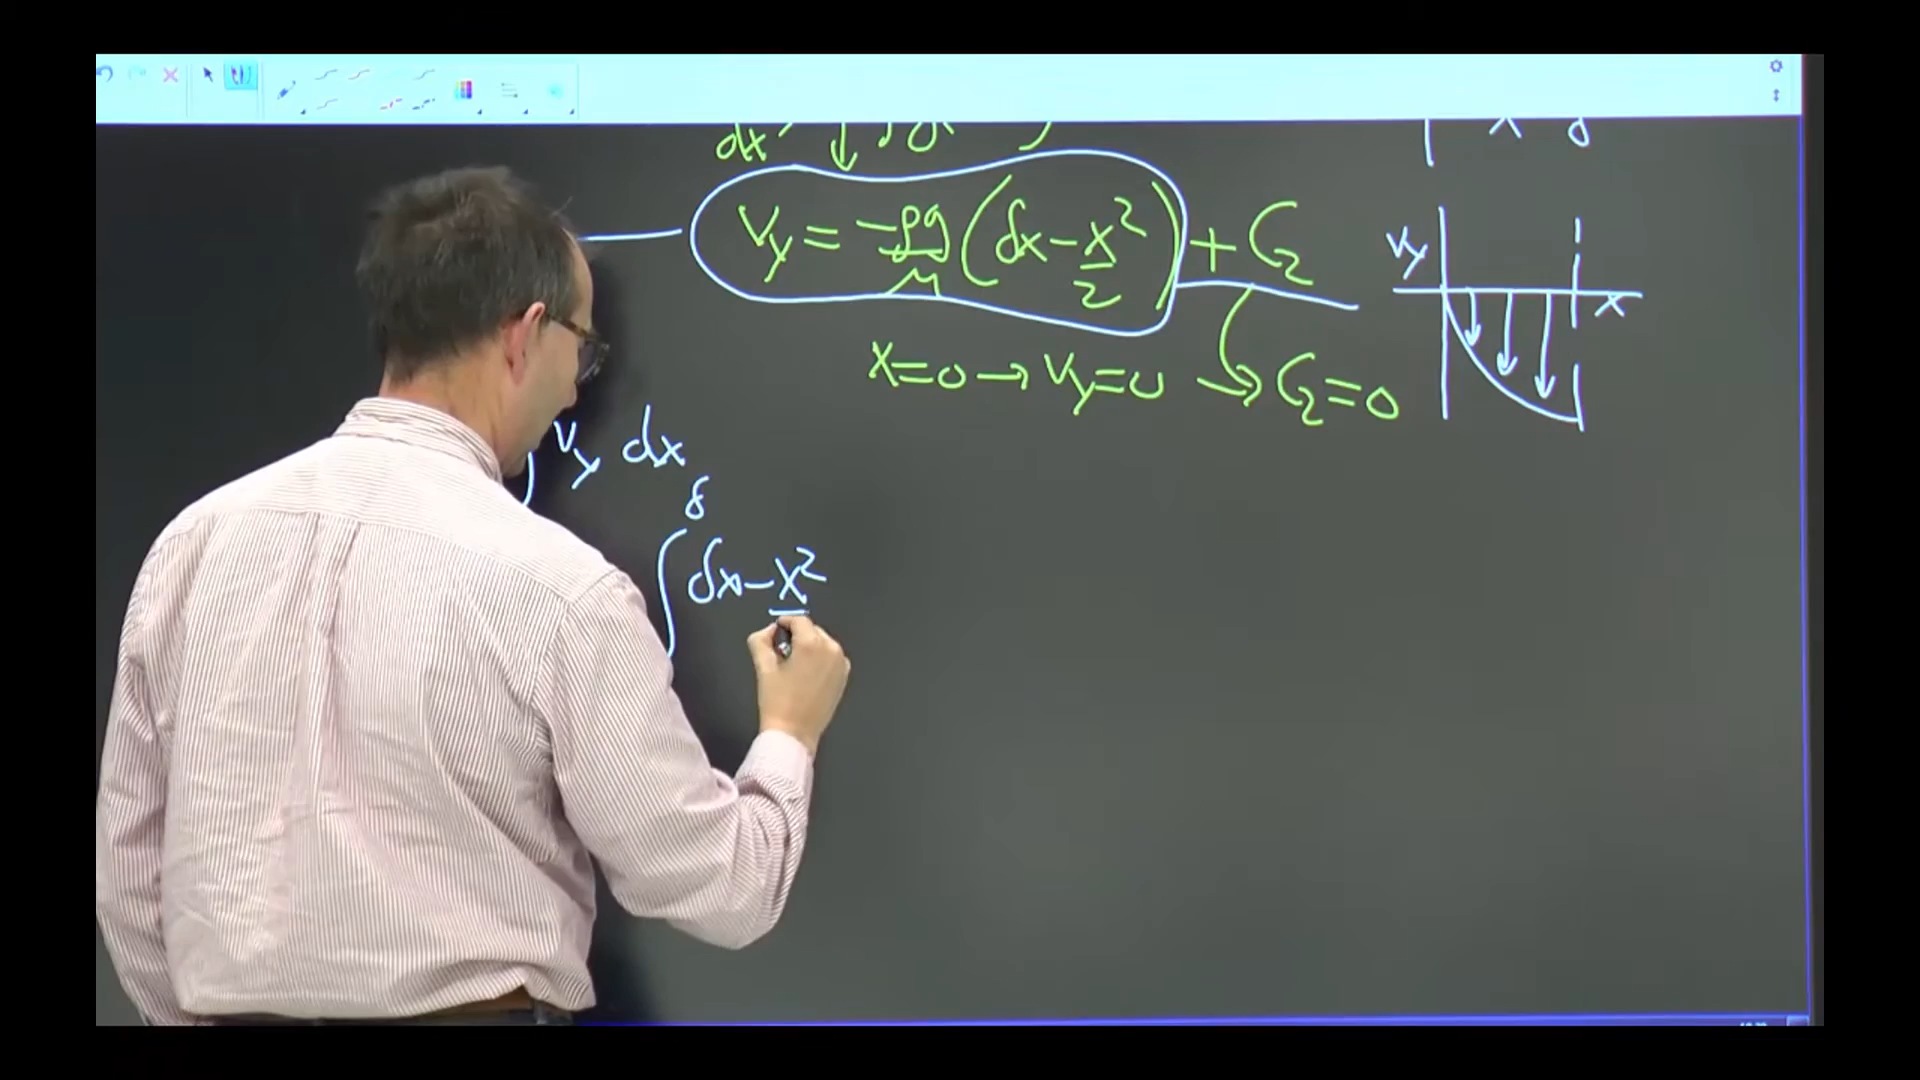 dx
x δ
Vy = -ρg/μ (δx - x²/2) + C₂
Vy
x
x=0 → Vy=0 → C₂=0
∫ Vy dx
∫ δ δx - x²